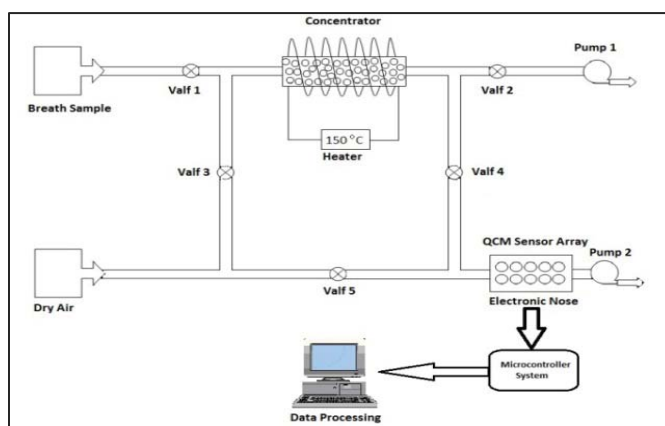 Concentrator
Pump 1
Breath Sample
Valf 1
Valf 2
150 °C
Heater
Valf 3
Valf 4
QCM Sensor Array
Pump 2
Dry Air
Valf 5
Electronic Nose
Microcontroller
System
Data Processing